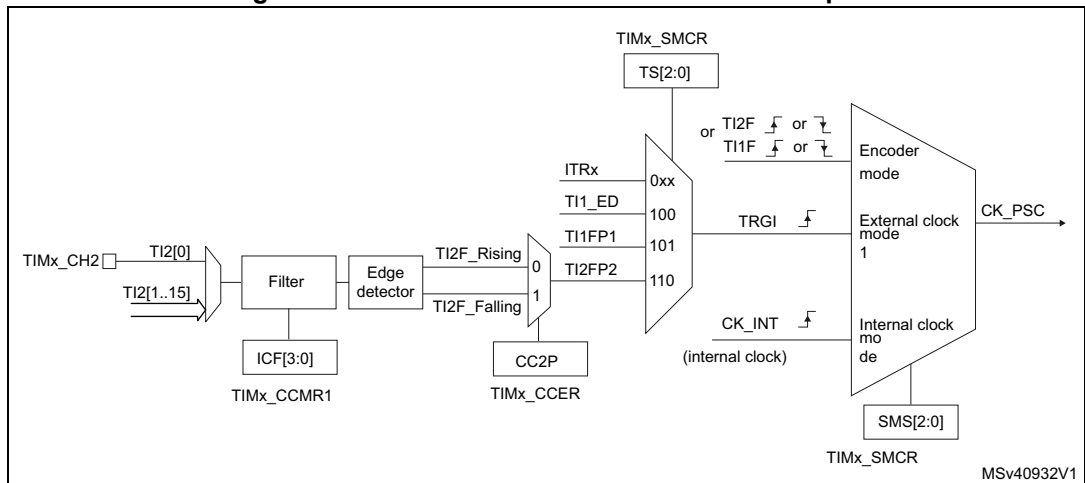 TIMx_SMCR
TS[2:0]
or TI2F or
TI1F or
Encoder
mode
ITRx
0xx
TI1_ED
100
TRGI
External clock
mode
1
CK_PSC
TI1FP1
101
TIMx_CH2
TI2[0]
TI2[1..15]
Filter
Edge
detector
TI2F_Rising
0
TI2F_Falling
1
TI2FP2
110
CK_INT
(internal clock)
Internal clock
mo
de
ICF[3:0]
TIMx_CCMR1
CC2P
TIMx_CCER
SMS[2:0]
TIMx_SMCR
MSv40932V1